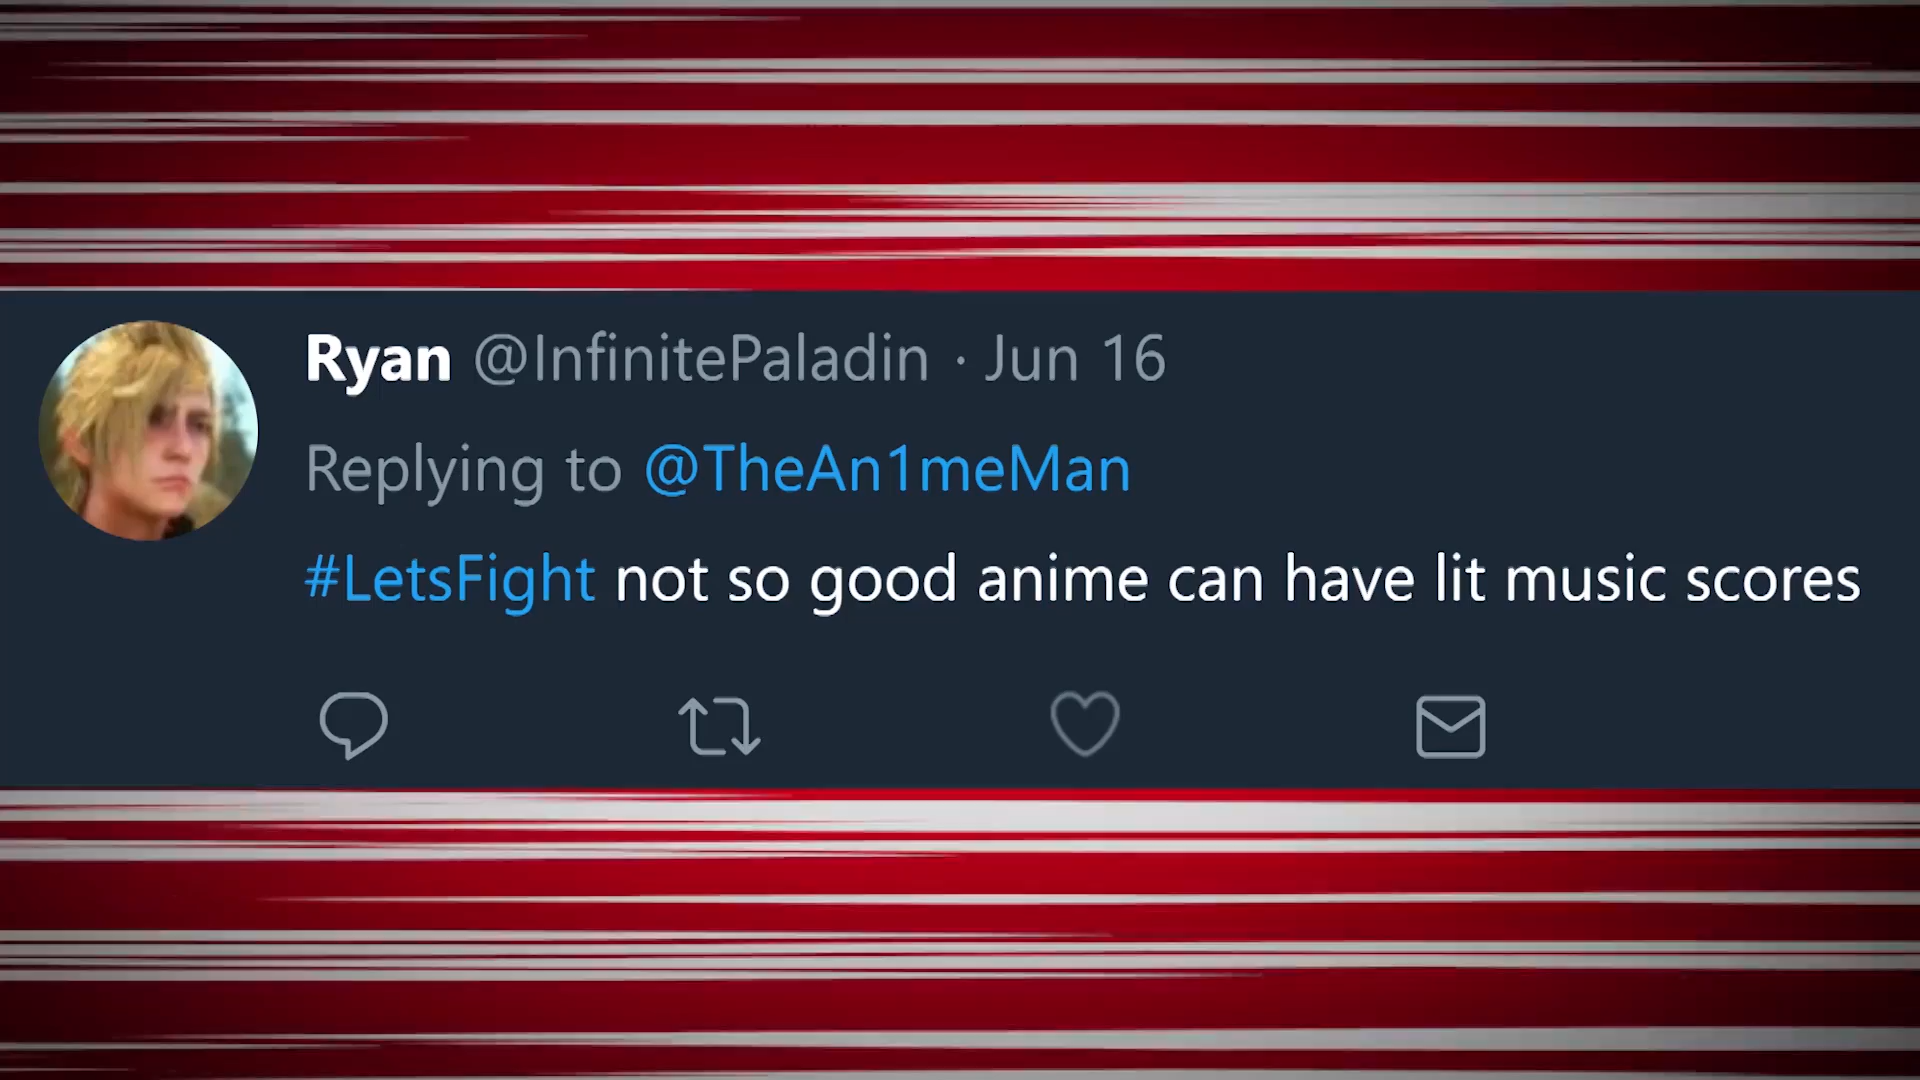 Ryan @InfinitePaladin · Jun 16
Replying to @TheAn1meMan
#LetsFight not so good anime can have lit music scores